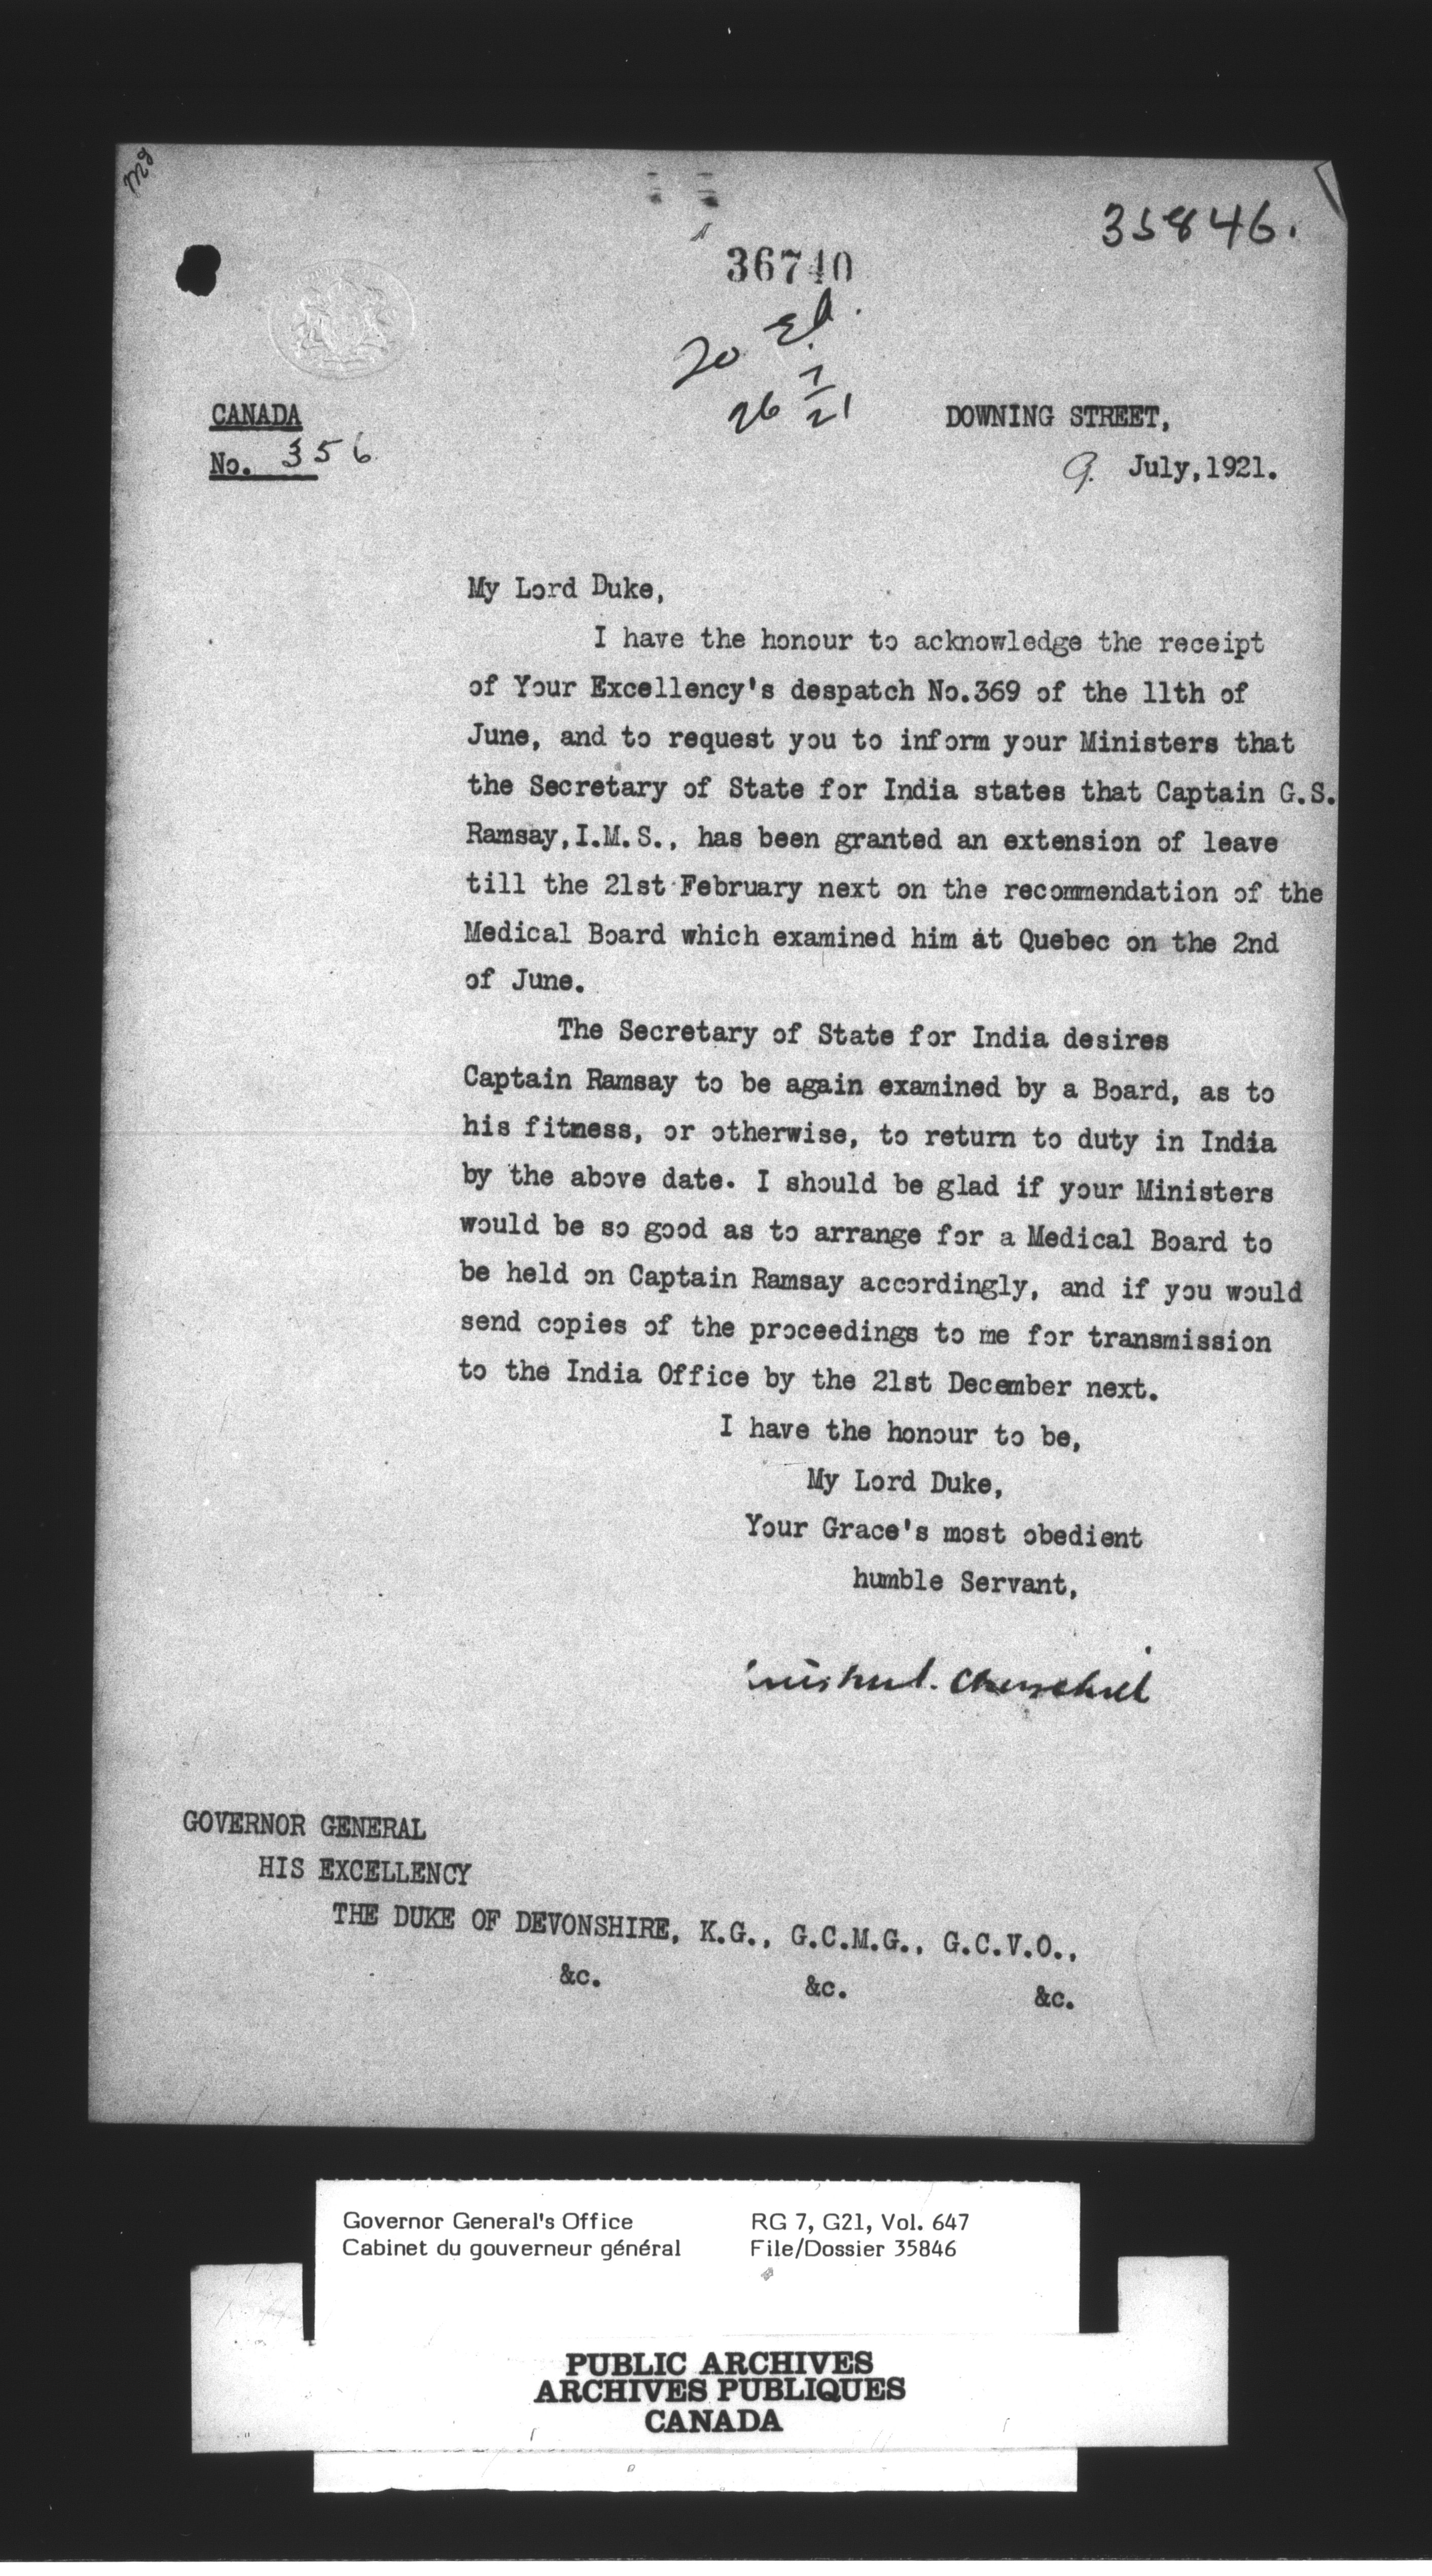 35846.
36740
20
26 7/21
CANADA
No. 356
DOWNING STREET,
9. July, 1921.
My Lord Duke,
I have the honour to acknowledge the receipt
of Your Excellency's despatch No.369 of the 11th of
June, and to request you to inform your Ministers that
the Secretary of State for India states that Captain G.S.
Ramsay, I.M.S., has been granted an extension of leave
till the 21st February next on the recommendation of the
Medical Board which examined him at Quebec on the 2nd
of June.
The Secretary of State for India desires
Captain Ramsay to be again examined by a Board, as to
his fitness, or otherwise, to return to duty in India
by the above date. I should be glad if your Ministers
would be so good as to arrange for a Medical Board to
be held on Captain Ramsay accordingly, and if you would
send copies of the proceedings to me for transmission
to the India Office by the 21st December next.
I have the honour to be,
My Lord Duke,
Your Grace's most obedient
humble Servant,
Winston S. Churchill
GOVERNOR GENERAL
HIS EXCELLENCY
THE DUKE OF DEVONSHIRE, K.G., G.C.M.G., G.C.V.O.,
&c. &c. &c.
Governor General's Office
Cabinet du gouverneur général
RG 7, G21, Vol. 647
File/Dossier 35846
PUBLIC ARCHIVES
ARCHIVES PUBLIQUES
CANADA